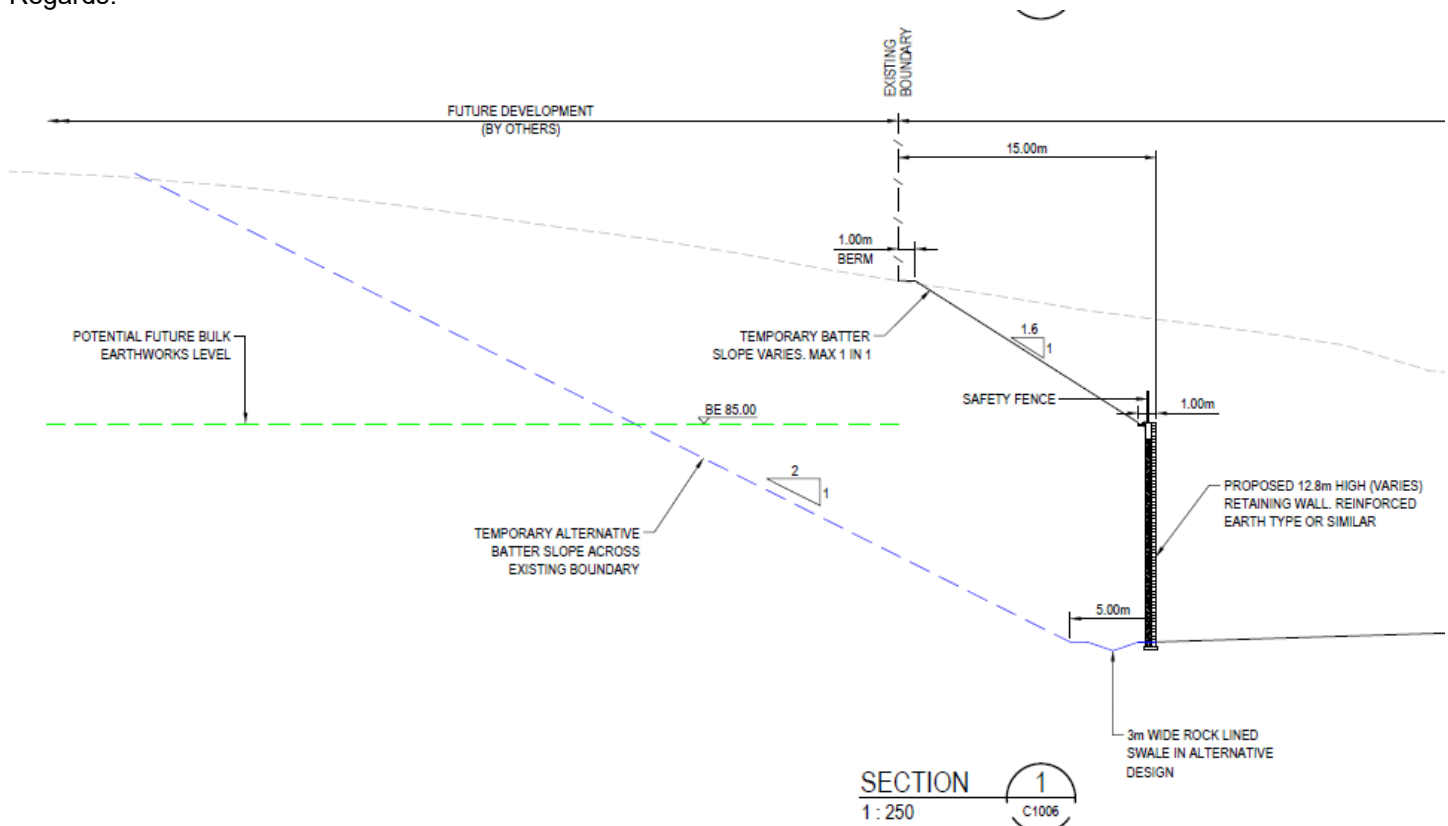 Regards.
EXISTING
BOUNDARY
FUTURE DEVELOPMENT
(BY OTHERS)
15.00m
1.00m
BERM
POTENTIAL FUTURE BULK
EARTHWORKS LEVEL
TEMPORARY BATTER
SLOPE VARIES. MAX 1 IN 1
1.6
1
SAFETY FENCE
1.00m
BE 85.00
2
1
PROPOSED 12.8m HIGH (VARIES)
RETAINING WALL. REINFORCED
EARTH TYPE OR SIMILAR
TEMPORARY ALTERNATIVE
BATTER SLOPE ACROSS
EXISTING BOUNDARY
5.00m
3m WIDE ROCK LINED
SWALE IN ALTERNATIVE
DESIGN
SECTION
1 : 250
1
C1006